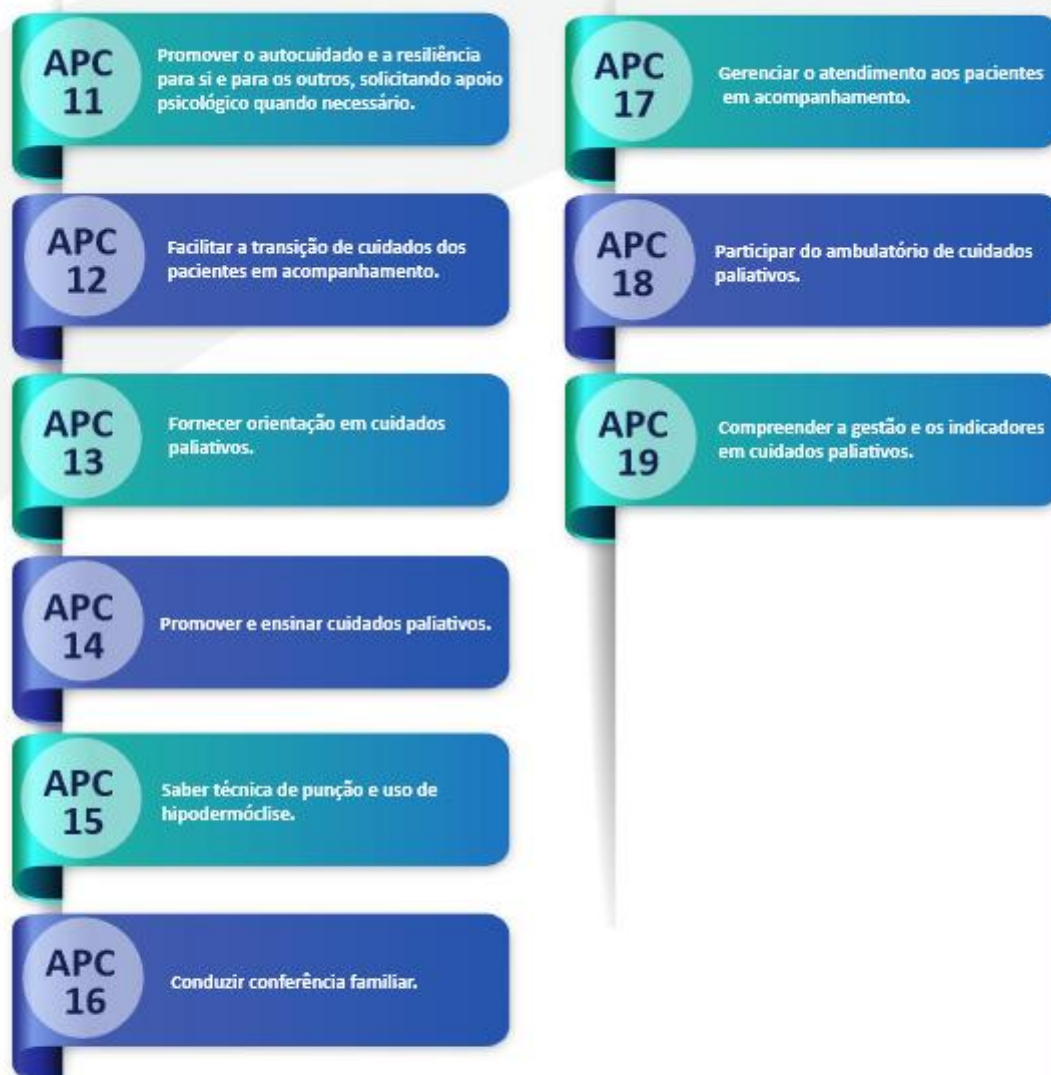 APC
11
Promover o autocuidado e a resiliência
para si e para os outros, solicitando apoio
psicológico quando necessário.
APC
12
Facilitar a transição de cuidados dos
pacientes em acompanhamento.
APC
13
Fornecer orientação em cuidados
paliativos.
APC
14
Promover e ensinar cuidados paliativos.
APC
15
Saber técnica de punção e uso de
hipodermóclise.
APC
16
Conduzir conferência familiar.
APC
17
Gerenciar o atendimento aos pacientes
em acompanhamento.
APC
18
Participar do ambulatório de cuidados
paliativos.
APC
19
Compreender a gestão e os indicadores
em cuidados paliativos.